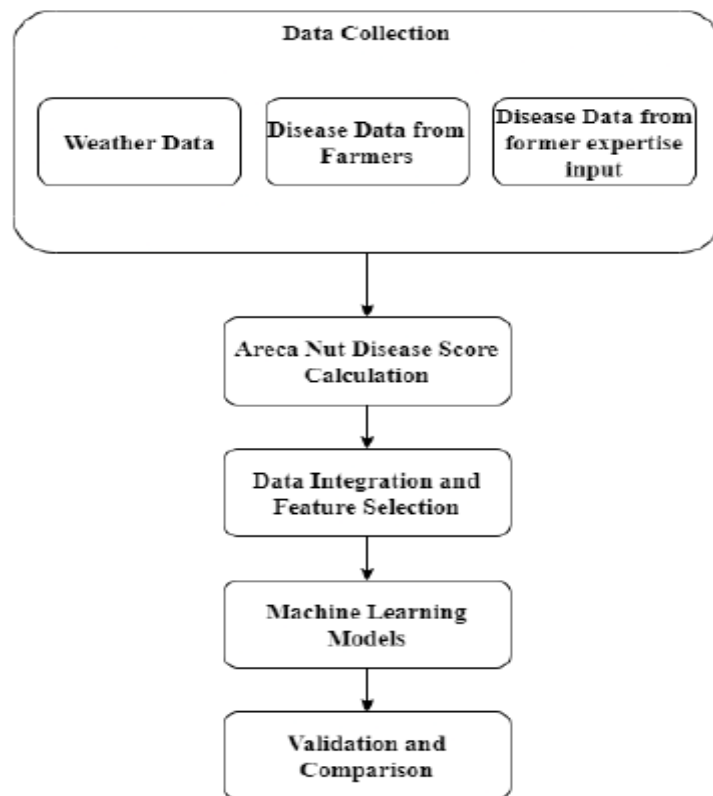 Data Collection
Weather Data
Disease Data from
Farmers
Disease Data from
former expertise
input
Areca Nut Disease Score
Calculation
Data Integration and
Feature Selection
Machine Learning
Models
Validation and
Comparison